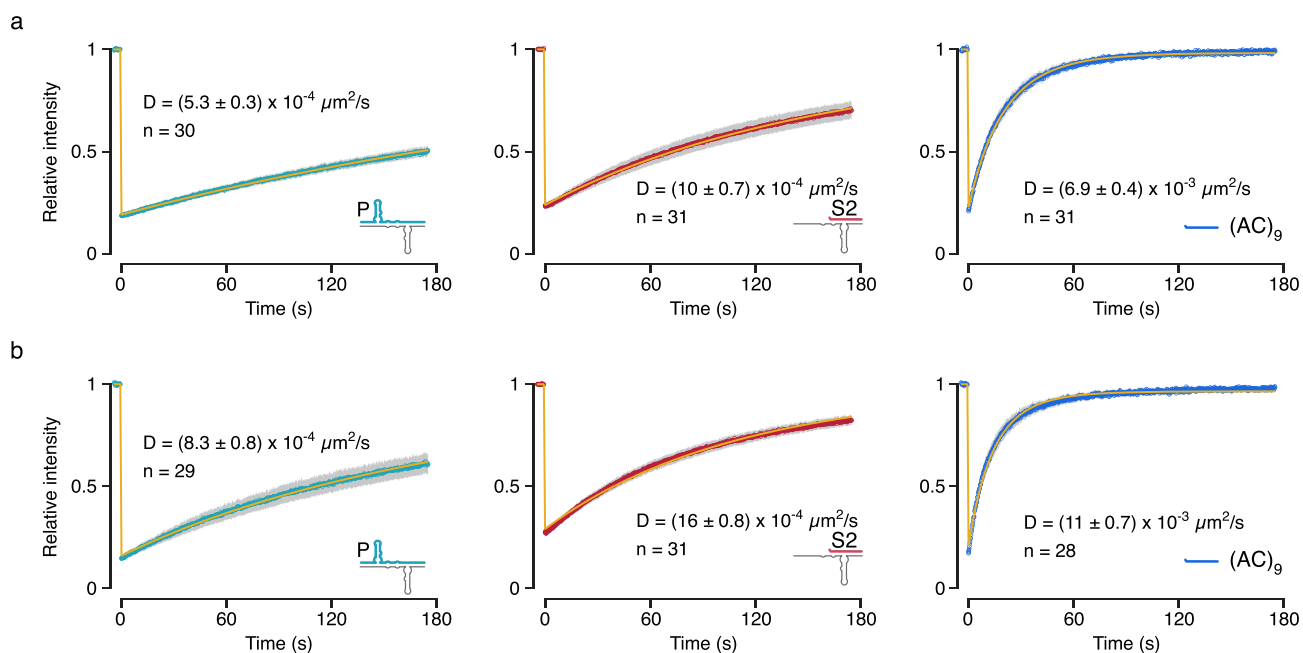 a
Relative intensity
1
0.5
0
D = (5.3 ± 0.3) x 10-4 µm2/s
n = 30
P
0 60 120 180
Time (s)
1
0.5
0
D = (10 ± 0.7) x 10-4 µm2/s
n = 31
S2
0 60 120 180
Time (s)
1
0.5
0
D = (6.9 ± 0.4) x 10-3 µm2/s
n = 31
(AC)9
0 60 120 180
Time (s)
b
Relative intensity
1
0.5
0
D = (8.3 ± 0.8) x 10-4 µm2/s
n = 29
P
0 60 120 180
Time (s)
1
0.5
0
D = (16 ± 0.8) x 10-4 µm2/s
n = 31
S2
0 60 120 180
Time (s)
1
0.5
0
D = (11 ± 0.7) x 10-3 µm2/s
n = 28
(AC)9
0 60 120 180
Time (s)